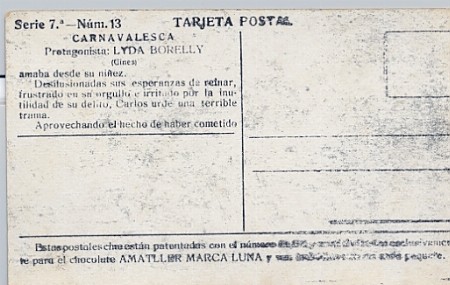 Serie 7.ª - Núm. 13 TARJETA POSTAL
CARNAVALESCA
Protagonista: LYDA BORELLY
(Cines)
amaba desde su niñez.
Desilusionadas sus esperanzas de reinar,
frustrado en su orgullo e irritado por la inu-
tilidad de su delito, Carlos urde una terrible
trama.
Aprovechando el hecho de haber cometido
Estas postales cine están patentadas con el número exclusivamen-
te para el chocolate AMATLLER MARCA LUNA y paquete.